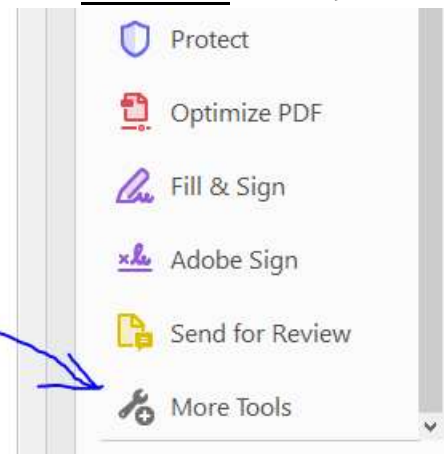 Protect
Optimize PDF
Fill & Sign
Adobe Sign
Send for Review
More Tools